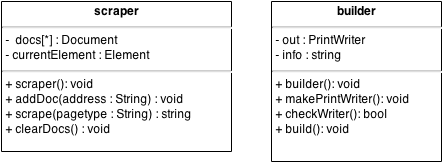 scraper
- docs[*] : Document
- currentElement : Element
+ scraper(): void
+ addDoc(address : String) : void
+ scrape(pagetype : String) : string
+ clearDocs() : void
builder
- out : PrintWriter
- info : string
+ builder(): void
+ makePrintWriter(): void
+ checkWriter(): bool
+ build(): void